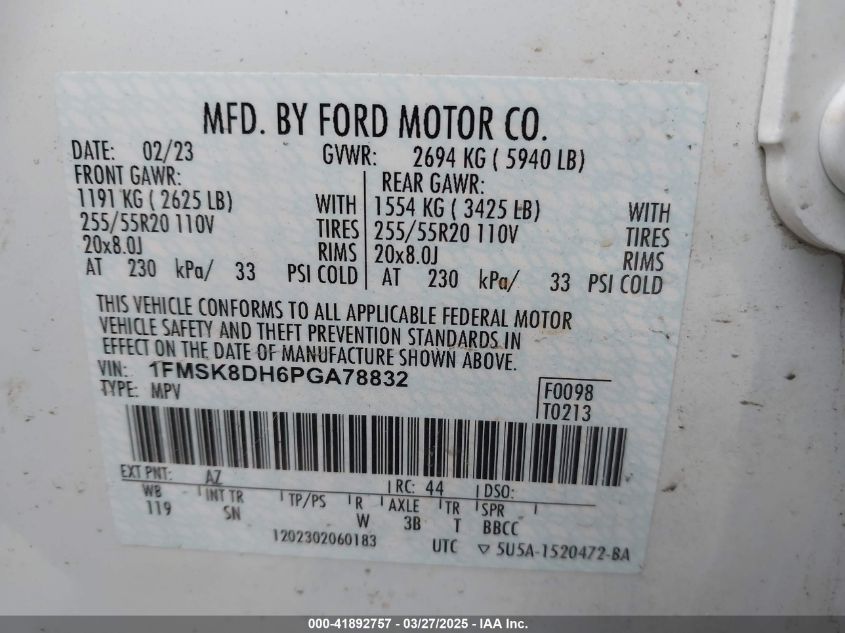 MFD. BY FORD MOTOR CO.
DATE: 02/23 GVWR: 2694 KG ( 5940 LB)
FRONT GAWR: REAR GAWR:
1191 KG ( 2625 LB) WITH 1554 KG ( 3425 LB) WITH
255/55R20 110V TIRES 255/55R20 110V TIRES
20x8.0J RIMS 20x8.0J RIMS
AT 230 kPa/ 33 PSI COLD AT 230 kPa/ 33 PSI COLD
THIS VEHICLE CONFORMS TO ALL APPLICABLE FEDERAL MOTOR
VEHICLE SAFETY AND THEFT PREVENTION STANDARDS IN
EFFECT ON THE DATE OF MANUFACTURE SHOWN ABOVE.
VIN: 1FMSK8DH6PGA78832 F0098
TYPE: MPV T0213
EXT PNT: AZ RC: 44 DSO:
WB INT TR TP/PS R AXLE TR SPR
119 SN W 3B T BBCC
1202302060183 UTC ▽ 5U5A-1520472-BA
000-41892757 - 03/27/2025 - IAA Inc.